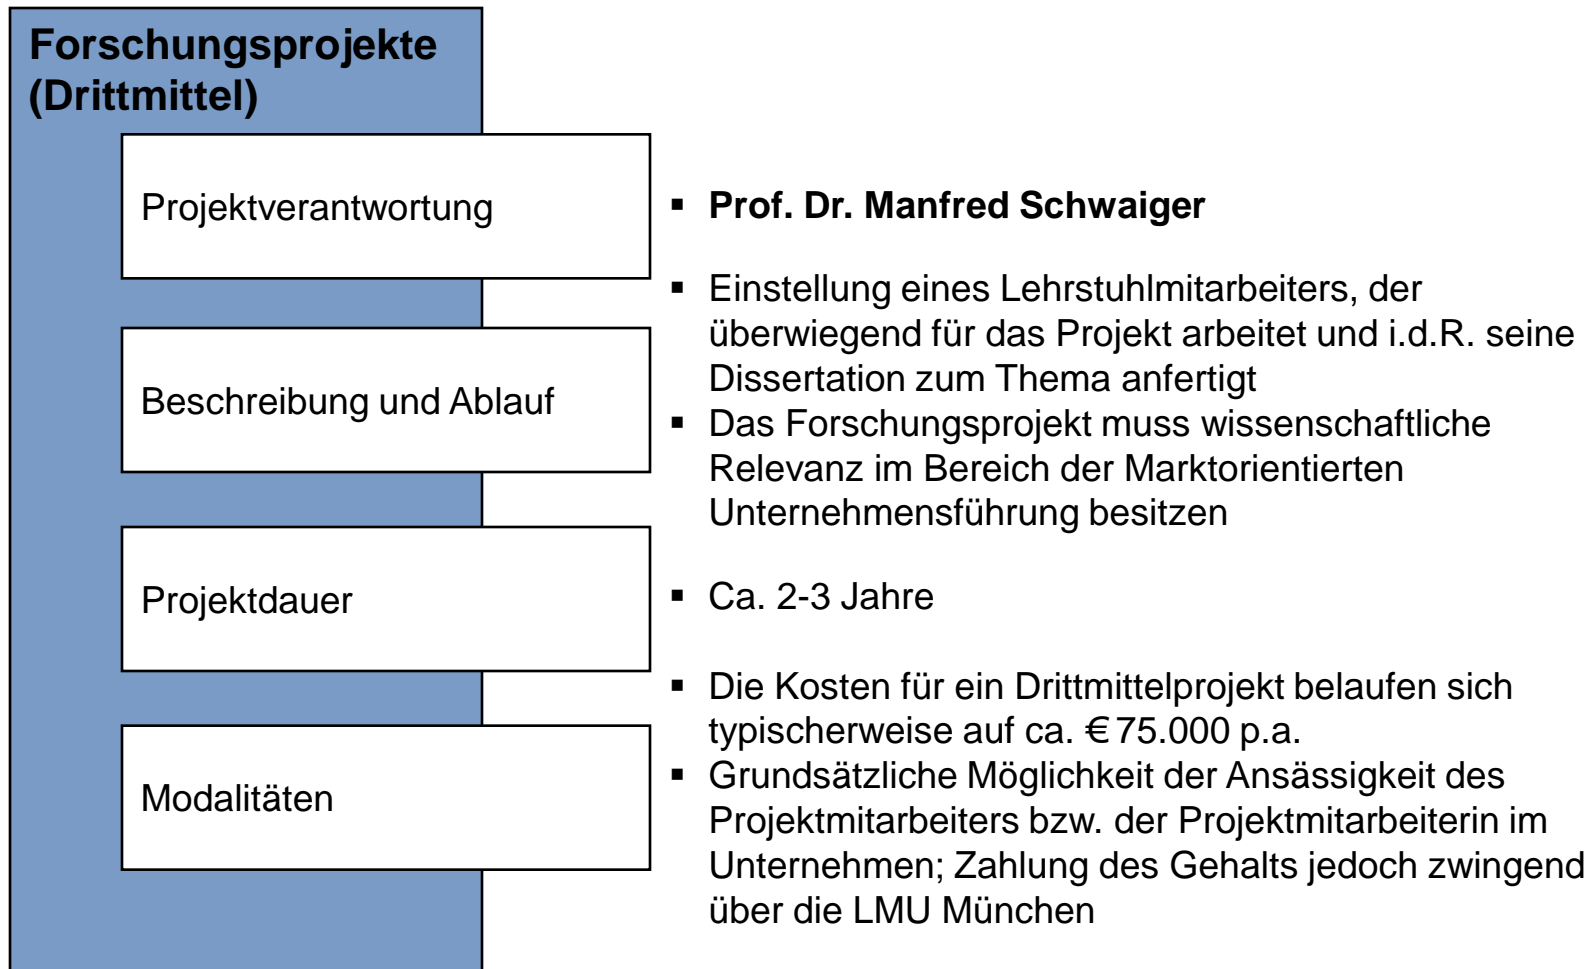 Forschungsprojekte
(Drittmittel)
Projektverantwortung
▪ Prof. Dr. Manfred Schwaiger
Beschreibung und Ablauf
▪ Einstellung eines Lehrstuhlmitarbeiters, der
überwiegend für das Projekt arbeitet und i.d.R. seine
Dissertation zum Thema anfertigt
▪ Das Forschungsprojekt muss wissenschaftliche
Relevanz im Bereich der Marktorientierten
Unternehmensführung besitzen
Projektdauer
▪ Ca. 2-3 Jahre
Modalitäten
▪ Die Kosten für ein Drittmittelprojekt belaufen sich
typischerweise auf ca. € 75.000 p.a.
▪ Grundsätzliche Möglichkeit der Ansässigkeit des
Projektmitarbeiters bzw. der Projektmitarbeiterin im
Unternehmen; Zahlung des Gehalts jedoch zwingend
über die LMU München